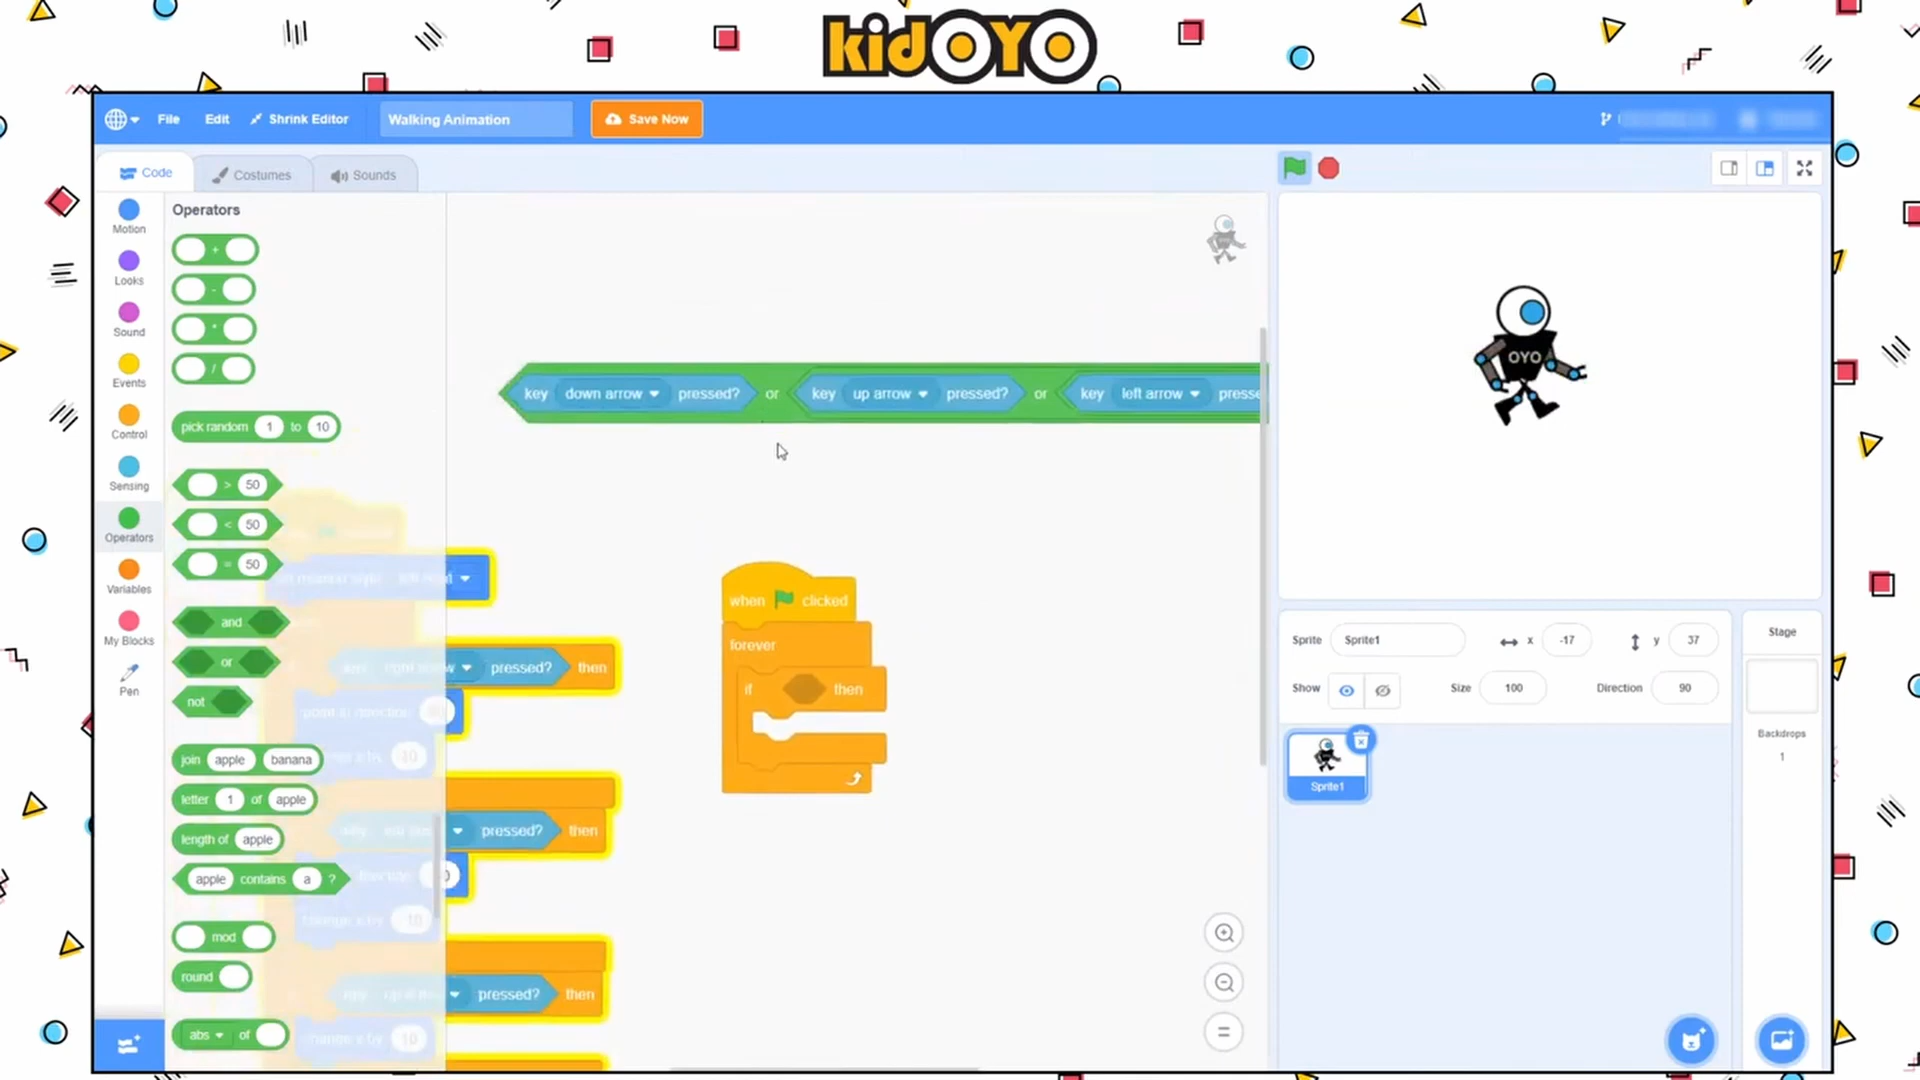 kidOYO
File Edit Shrink Editor Walking Animation Save Now
Code Costumes Sounds
Motion
Looks
Sound
Events
Control
Sensing
Operators
Variables
My Blocks
Pen
Operators
+
-
*
/
pick random 1 to 10
> 50
< 50
= 50
and
or
not
join apple banana
letter 1 of apple
length of apple
apple contains a ?
mod
round
abs of
key down arrow pressed? or key up arrow pressed? or key left arrow presse
pressed? then
pressed? then
pressed? then
when clicked
forever
if then
OYO
Sprite Sprite1 x -17 y 37
Show Size 100 Direction 90
Sprite1
Stage
Backdrops
1